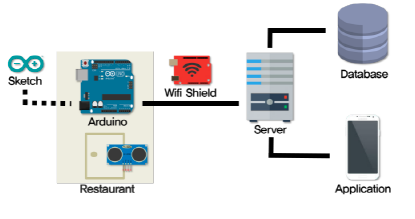 Sketch
Arduino
Wifi Shield
Restaurant
Server
Database
Application